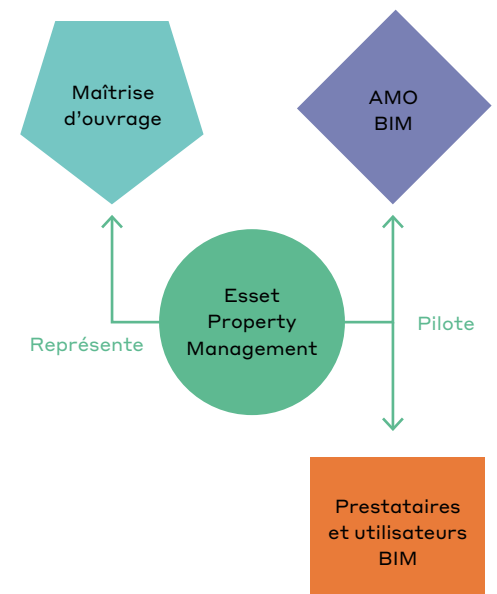 Maîtrise
d'ouvrage
AMO
BIM
Esset
Property
Management
Représente
Pilote
Prestataires
et utilisateurs
BIM